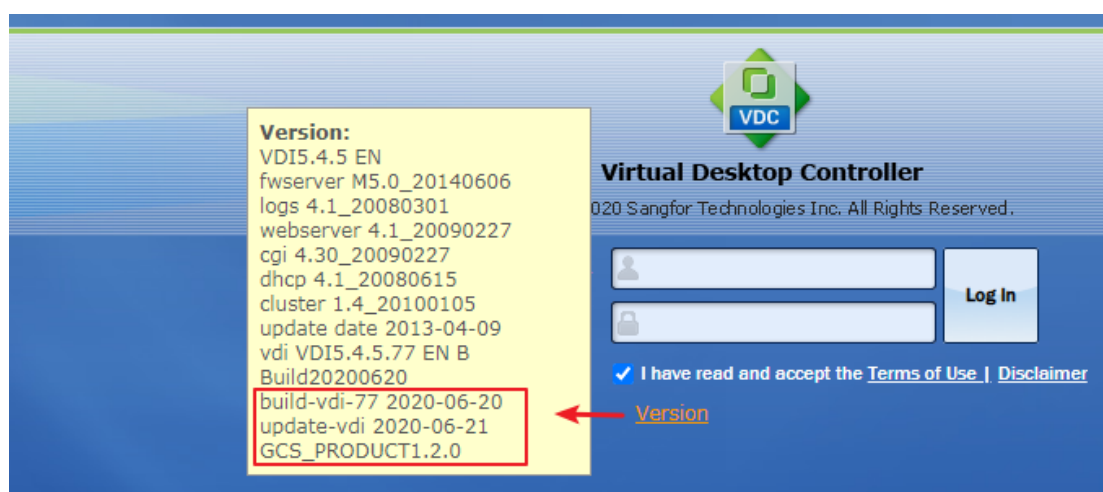 VDC
Virtual Desktop Controller
020 Sangfor Technologies Inc. All Rights Reserved.
Version:
VDI5.4.5 EN
fwserver M5.0_20140606
logs 4.1_20080301
webserver 4.1_20090227
cgi 4.30_20090227
dhcp 4.1_20080615
cluster 1.4_20100105
update date 2013-04-09
vdi VDI5.4.5.77 EN B
Build20200620
build-vdi-77 2020-06-20
update-vdi 2020-06-21
GCS_PRODUCT1.2.0
Log In
I have read and accept the Terms of Use | Disclaimer
Version